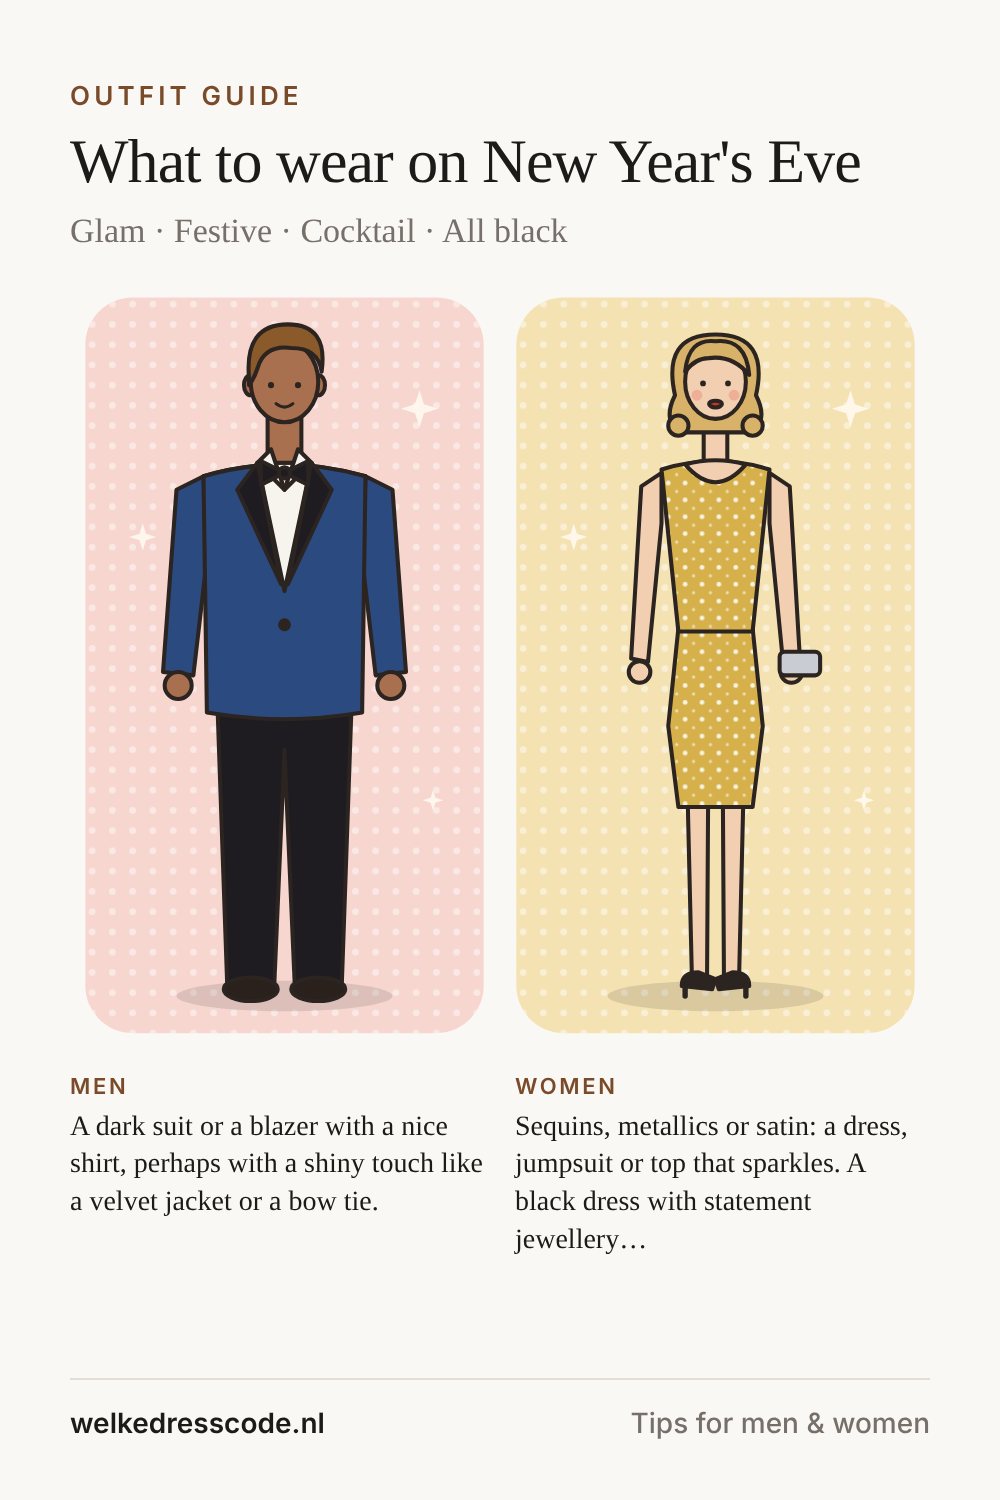 OUTFIT GUIDE
What to wear on New Year's Eve
Glam · Festive · Cocktail · All black
MEN
A dark suit or a blazer with a nice
shirt, perhaps with a shiny touch like
a velvet jacket or a bow tie.
WOMEN
Sequins, metallics or satin: a dress,
jumpsuit or top that sparkles. A
black dress with statement
jewellery…
welkedresscode.nl
Tips for men & women